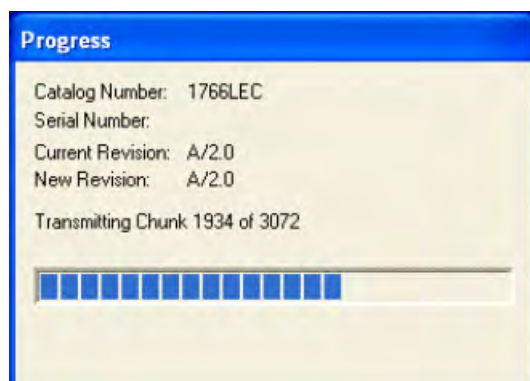 Progress
Catalog Number: 1766LEC
Serial Number:
Current Revision: A/2.0
New Revision: A/2.0
Transmitting Chunk 1934 of 3072